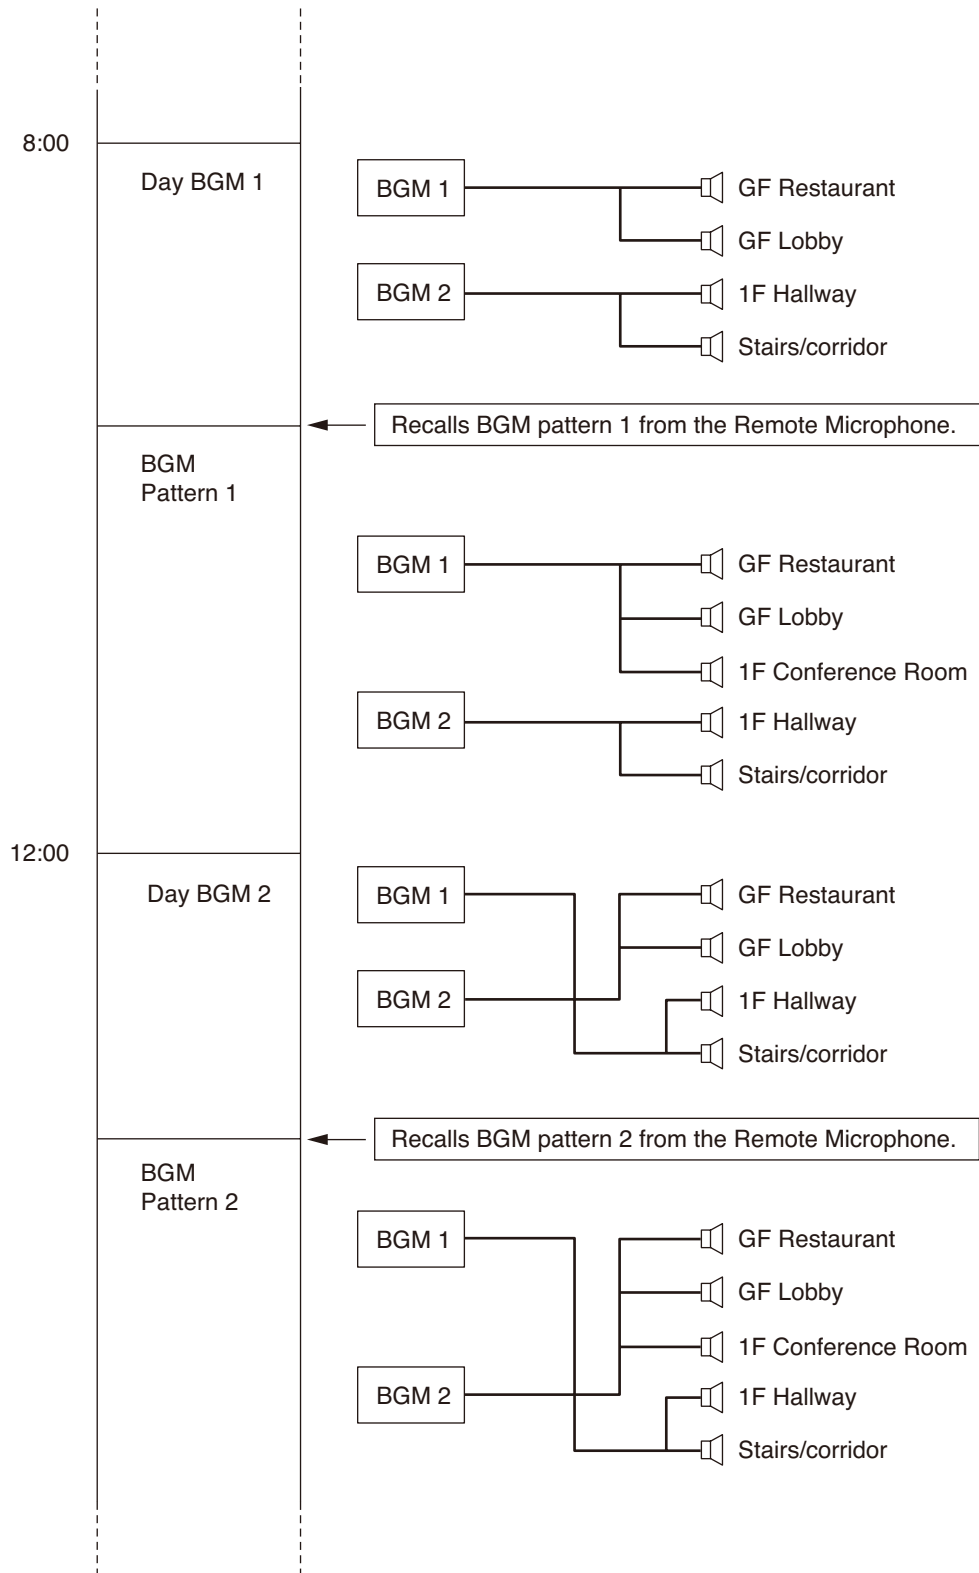 8:00
Day BGM 1
BGM 1
GF Restaurant
GF Lobby
BGM 2
1F Hallway
Stairs/corridor
Recalls BGM pattern 1 from the Remote Microphone.
BGM
Pattern 1
BGM 1
GF Restaurant
GF Lobby
1F Conference Room
BGM 2
1F Hallway
Stairs/corridor
12:00
Day BGM 2
BGM 1
GF Restaurant
GF Lobby
BGM 2
1F Hallway
Stairs/corridor
Recalls BGM pattern 2 from the Remote Microphone.
BGM
Pattern 2
BGM 1
GF Restaurant
GF Lobby
1F Conference Room
BGM 2
1F Hallway
Stairs/corridor